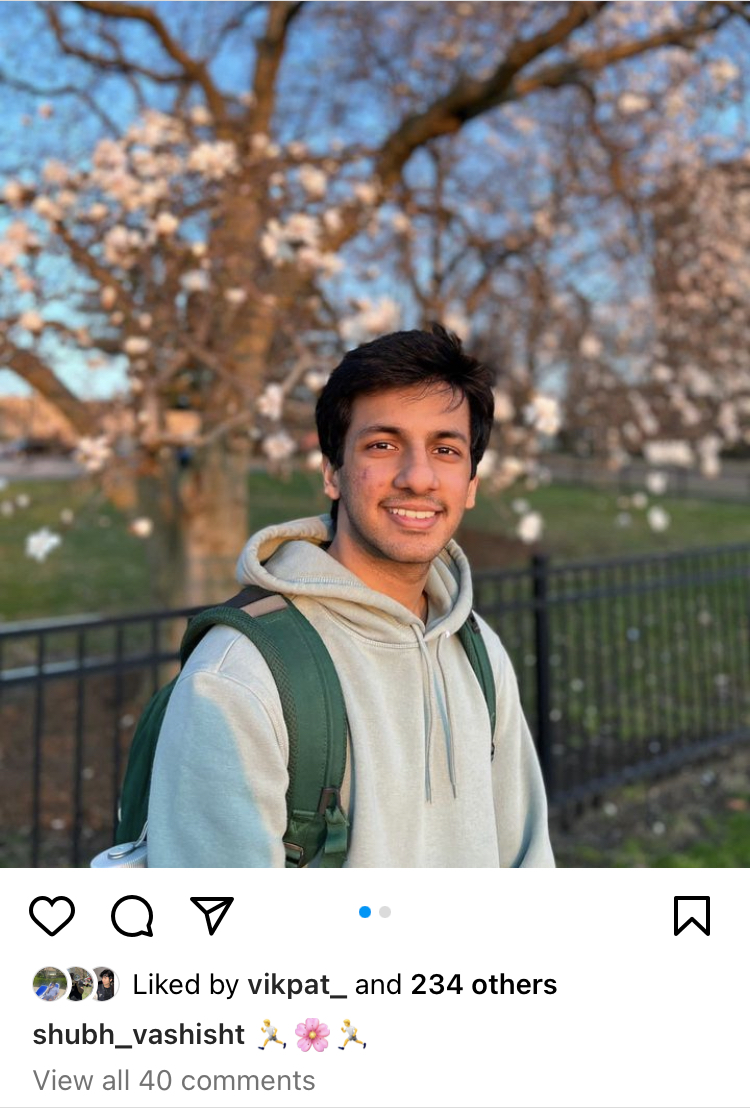 Liked by vikpat_ and 234 others
shubh_vashisht 🏃🌸🏃
View all 40 comments